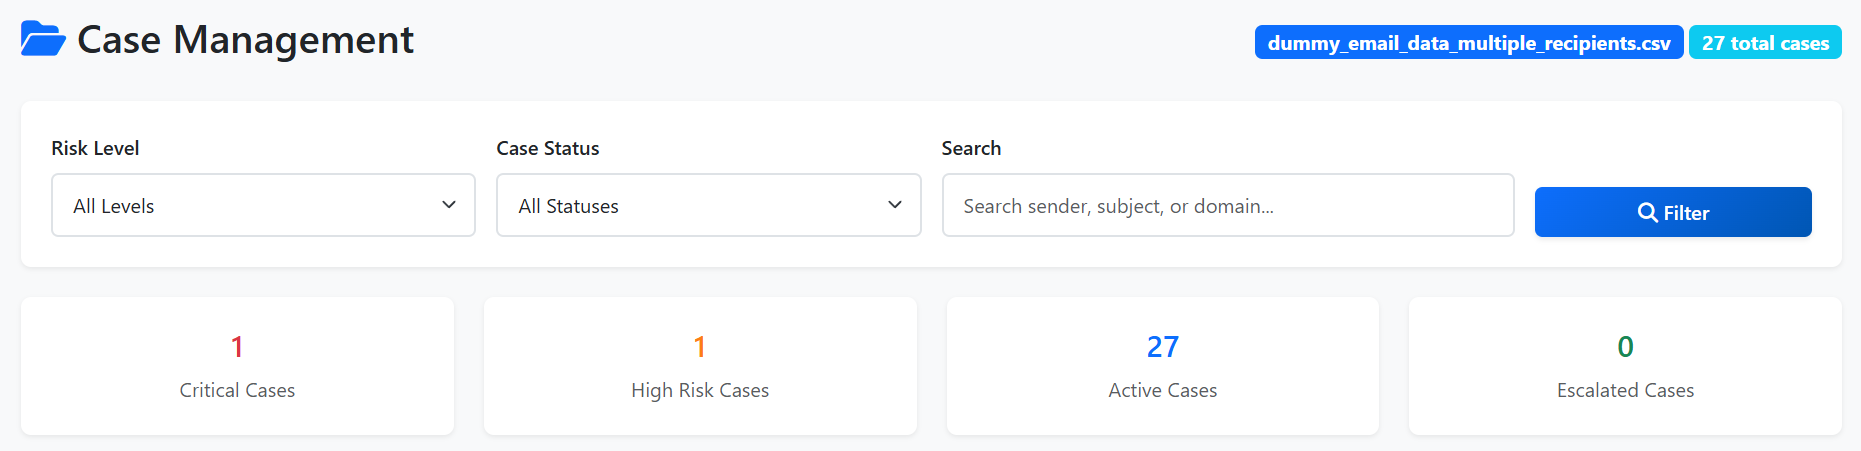 Case Management
dummy_email_data_multiple_recipients.csv
27 total cases
Risk Level
Case Status
Search
All Levels
All Statuses
Search sender, subject, or domain...
Filter
1
Critical Cases
1
High Risk Cases
27
Active Cases
0
Escalated Cases